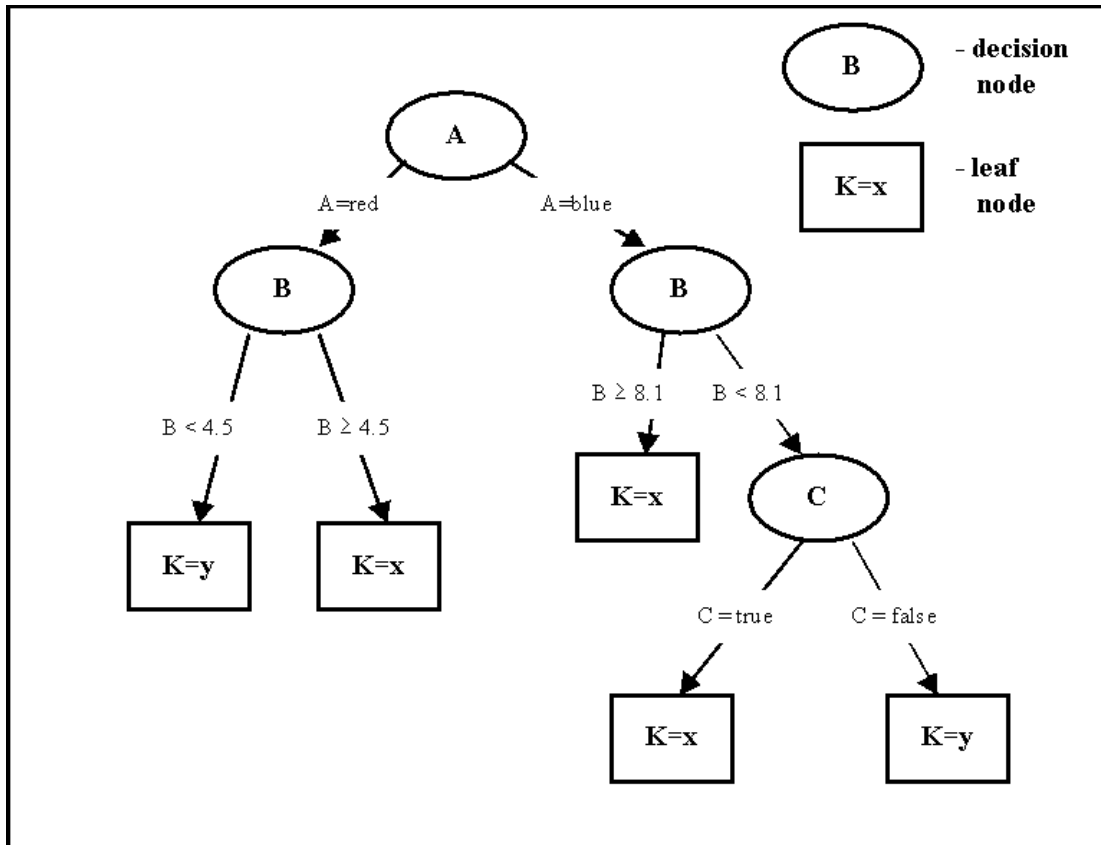 B
- decision
node
A
K=x
- leaf
node
A=red
A=blue
B
B
B ≥ 8.1
B < 8.1
B < 4.5
B ≥ 4.5
K=x
C
K=y
K=x
C=true
C=false
K=x
K=y